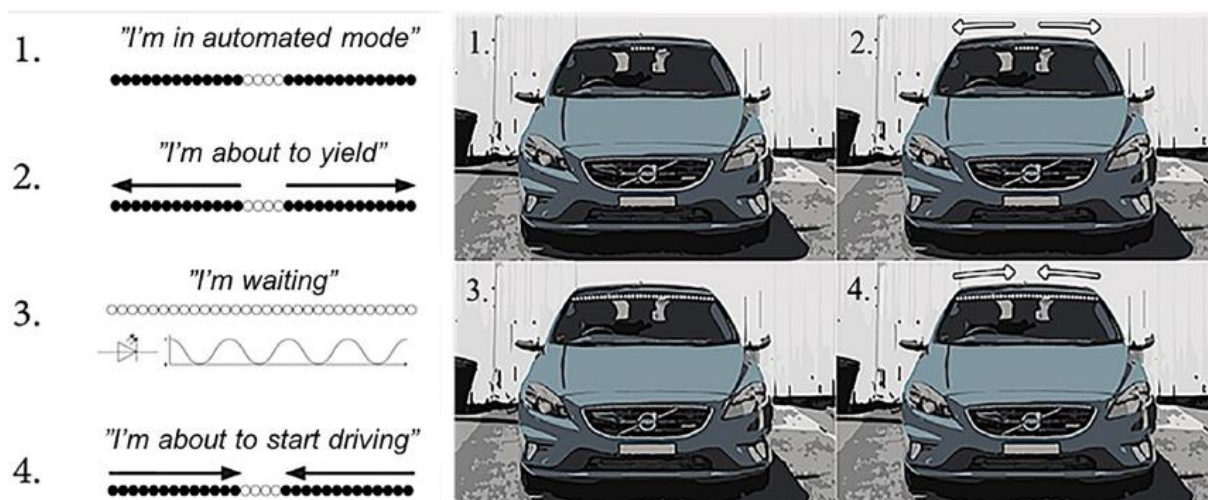 1.
”I’m in automated mode”
2.
”I’m about to yield”
3.
”I’m waiting”
4.
”I’m about to start driving”
1.
2.
3.
4.